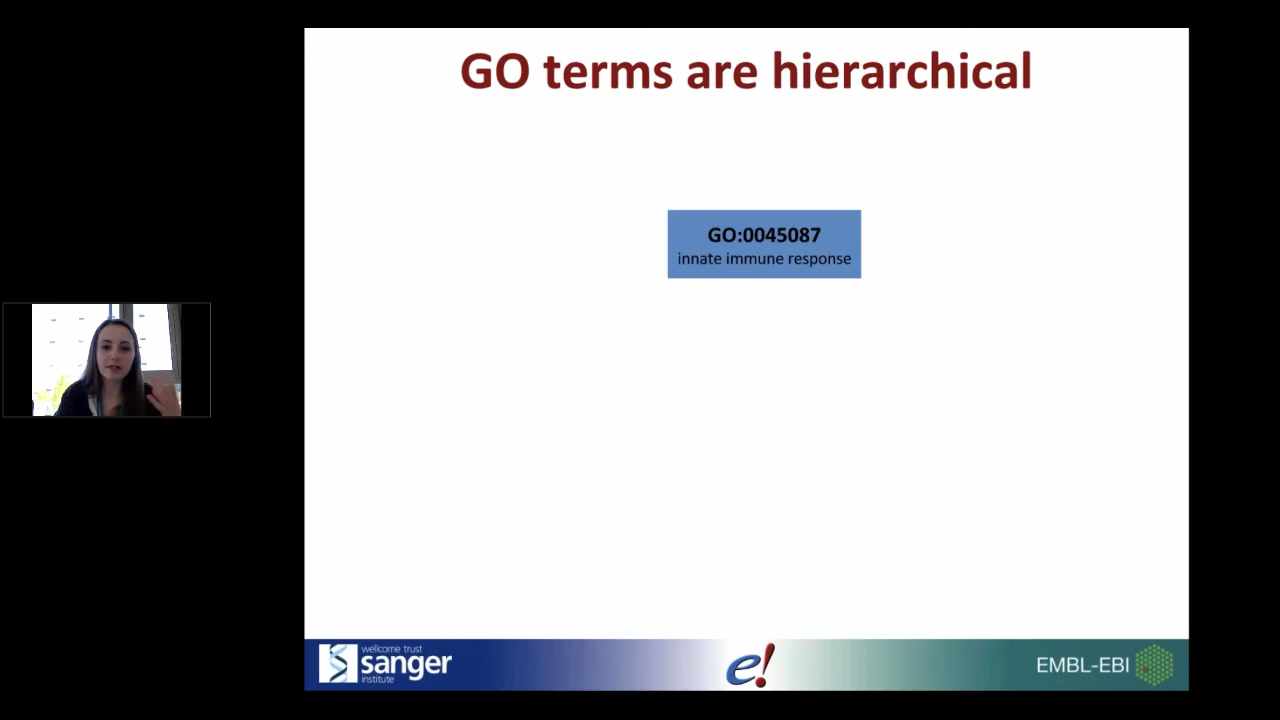 GO terms are hierarchical
GO:0045087
innate immune response
wellcome trust
sanger
institute
e!
EMBL-EBI